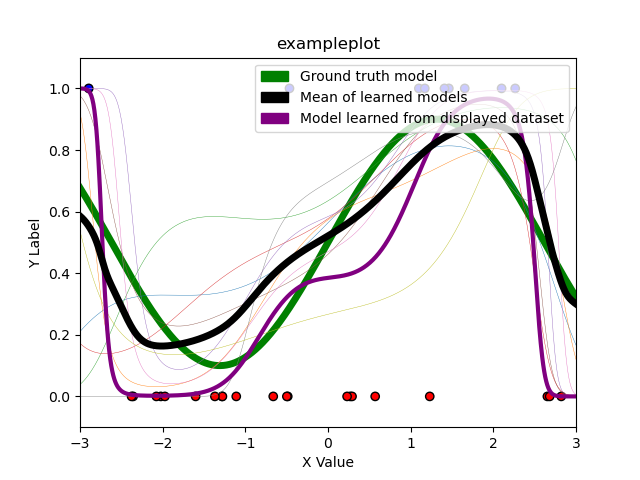 exampleplot
Ground truth model
Mean of learned models
Model learned from displayed dataset
Y Label
1.0
0.8
0.6
0.4
0.2
0.0
−3
−2
−1
0
1
2
3
X Value